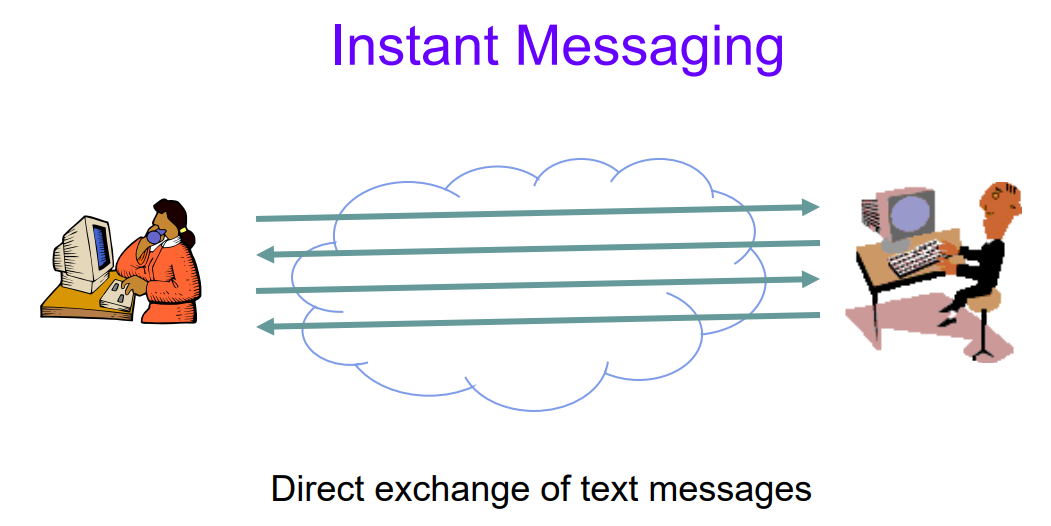 Instant Messaging
Direct exchange of text messages